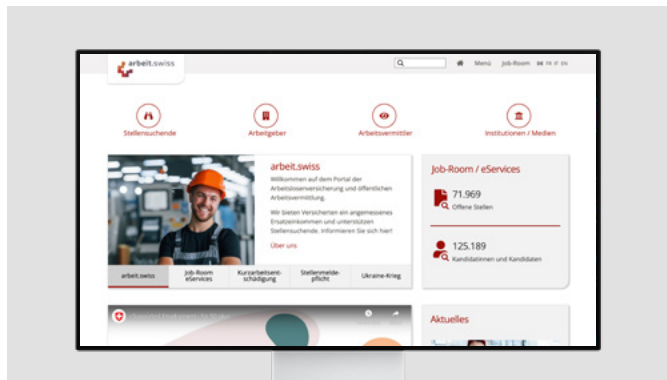 arbeit.swiss
Menü Job-Room DE FR IT EN
Stellensuchende Arbeitgeber Arbeitsvermittler Institutionen / Medien
arbeit.swiss
Willkommen auf dem Portal der
Arbeitslosenversicherung und öffentlichen
Arbeitsvermittlung.
Wir bieten Versicherten ein angemessenes
Ersatzeinkommen und unterstützen
Stellensuchende. Informieren Sie sich hier!
Über uns
arbeit.swiss
Job-Room
eServices
Kurzarbeitsent-
schädigung
Stellenmelde-
pflicht
Ukraine-Krieg
Job-Room / eServices
71.969
Offene Stellen
125.189
Kandidatinnen und Kandidaten
Aktuelles